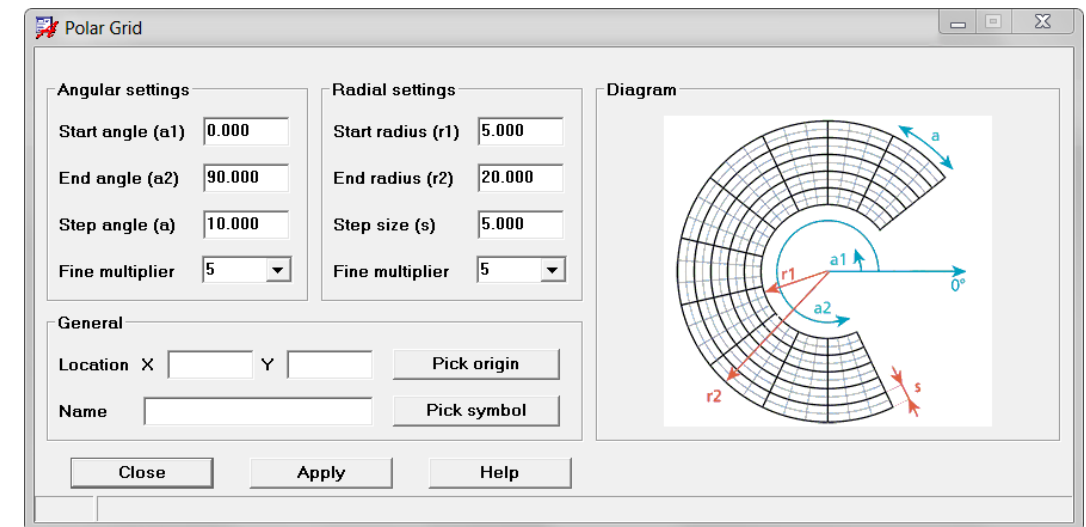 Polar Grid
Angular settings
Start angle (a1) 0.000
End angle (a2) 90.000
Step angle (a) 10.000
Fine multiplier 5
Radial settings
Start radius (r1) 5.000
End radius (r2) 20.000
Step size (s) 5.000
Fine multiplier 5
General
Location X Y Pick origin
Name Pick symbol
Diagram
a
a1
r1
0°
a2
r2
s
Close Apply Help